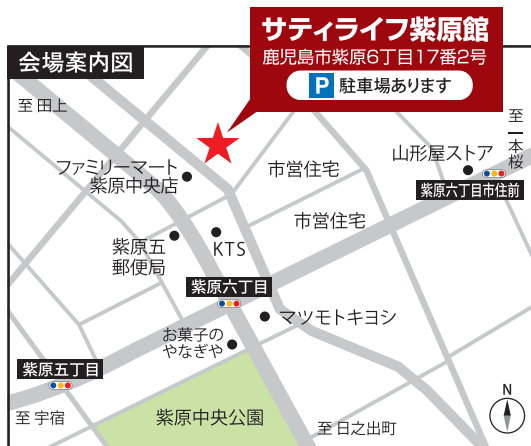 サティライフ紫原館
鹿児島市紫原6丁目17番2号
P 駐車場あります
会場案内図
至 田上
至 一本桜
山形屋ストア
紫原六丁目市住前
ファミリーマート
紫原中央店
市営住宅
市営住宅
紫原五
郵便局
KTS
紫原六丁目
マツモトキヨシ
お菓子の
やなぎや
紫原五丁目
至 宇宿
紫原中央公園
至 日之出町
N